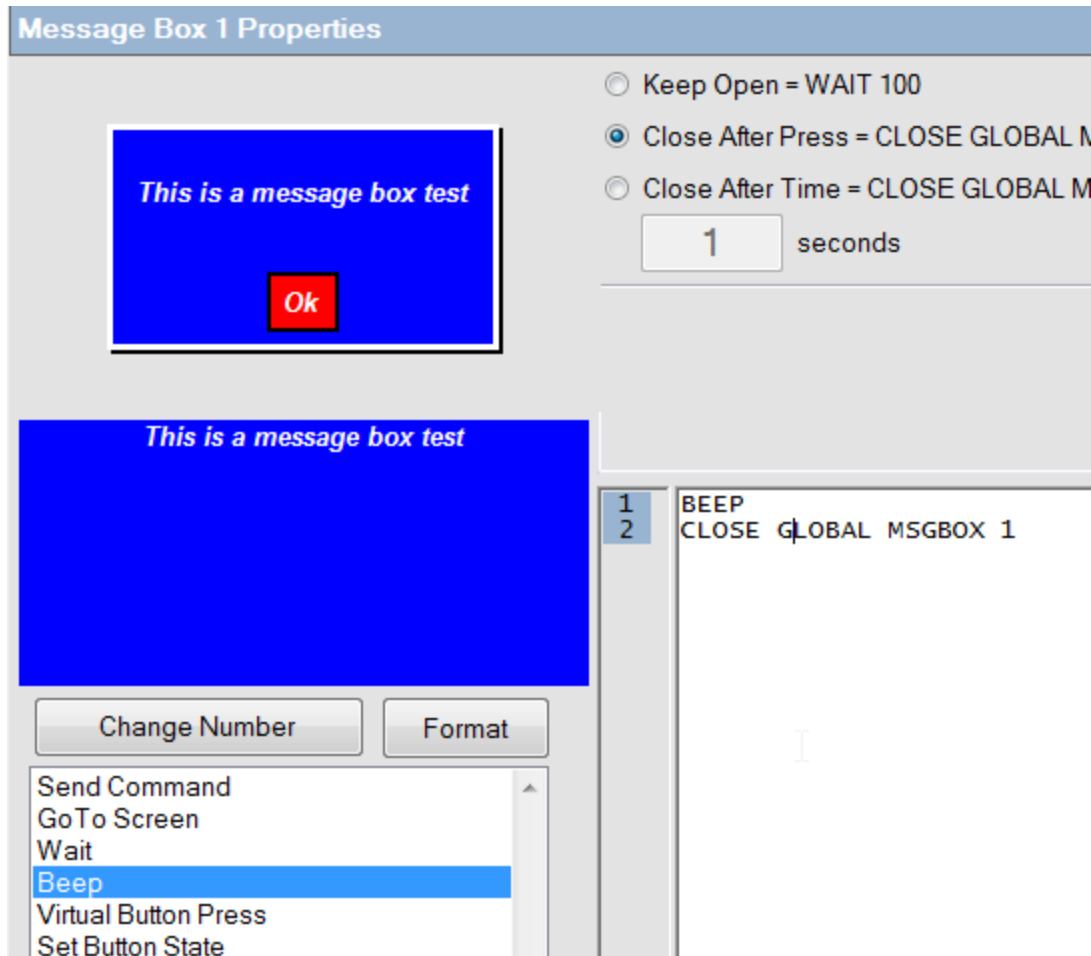 Message Box 1 Properties
Keep Open = WAIT 100
Close After Press = CLOSE GLOBAL
Close After Time = CLOSE GLOBAL
1 seconds
This is a message box test
Ok
This is a message box test
1 BEEP
2 CLOSE GLOBAL MSGBOX 1
Change Number
Format
Send Command
GoTo Screen
Wait
Beep
Virtual Button Press
Set Button State